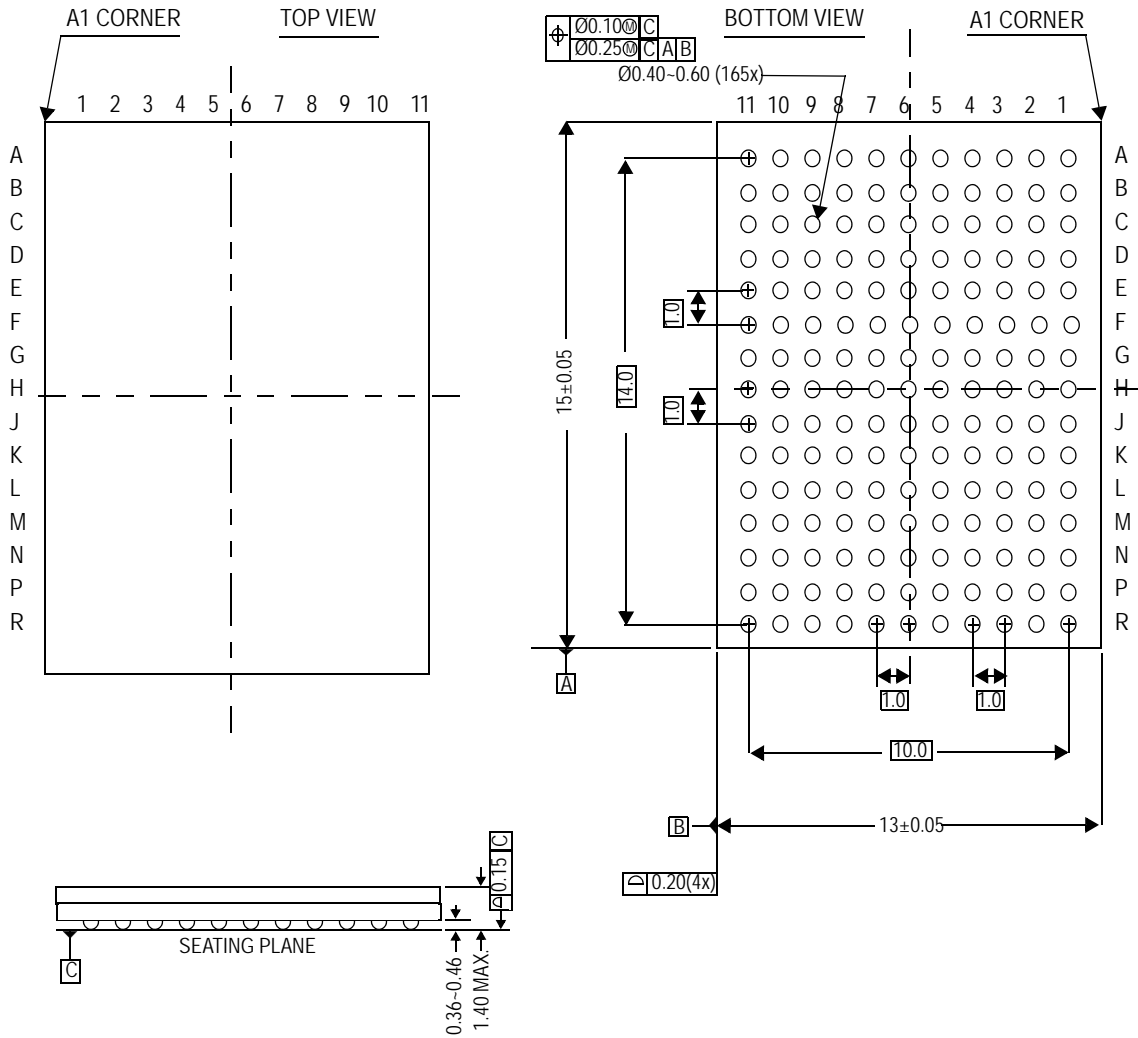 A1 CORNER
TOP VIEW
1 2 3 4 5 6 7 8 9 10 11
A
B
C
D
E
F
G
H
J
K
L
M
N
P
R
Ø0.10Ⓜ C
Ø0.25Ⓜ C A B
Ø0.40~0.60 (165x)
BOTTOM VIEW
A1 CORNER
11 10 9 8 7 6 5 4 3 2 1
A
B
C
D
E
F
G
H
J
K
L
M
N
P
R
1.0
1.0
15±0.05
14.0
A
1.0
1.0
10.0
B
13±0.05
0.20(4x)
0.15 C
SEATING PLANE
C
0.36~0.46
1.40 MAX.